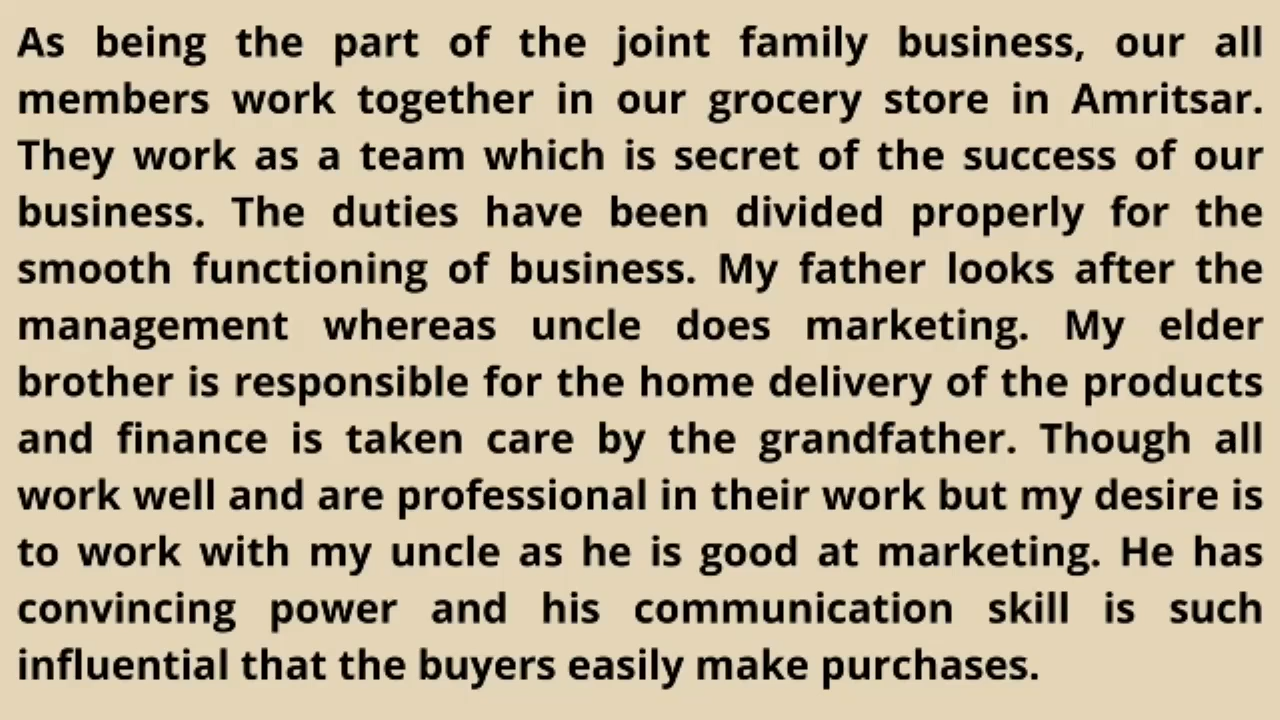 As being the part of the joint family business, our all
members work together in our grocery store in Amritsar.
They work as a team which is secret of the success of our
business. The duties have been divided properly for the
smooth functioning of business. My father looks after the
management whereas uncle does marketing. My elder
brother is responsible for the home delivery of the products
and finance is taken care by the grandfather. Though all
work well and are professional in their work but my desire is
to work with my uncle as he is good at marketing. He has
convincing power and his communication skill is such
influential that the buyers easily make purchases.